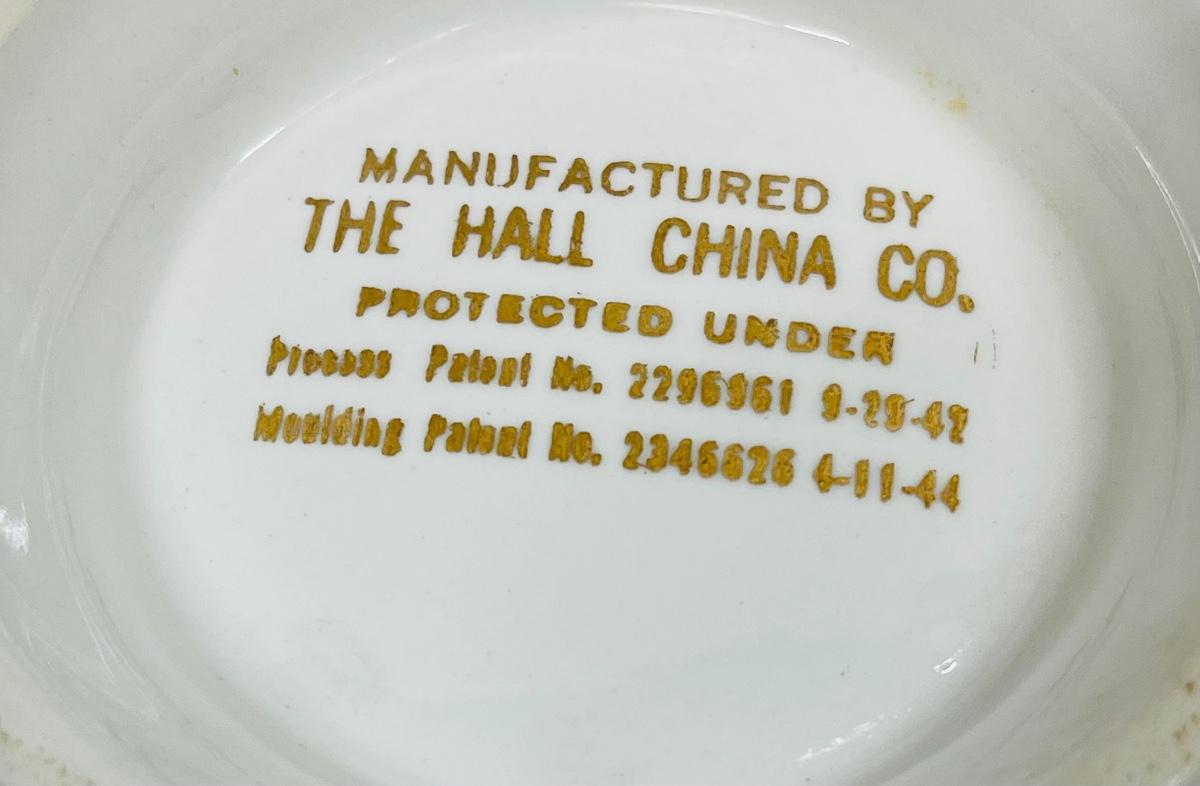 MANUFACTURED BY
THE HALL CHINA CO.
PROTECTED UNDER
Process Patent No. 2296961 9-29-42
Moulding Patent No. 2346626 4-11-44